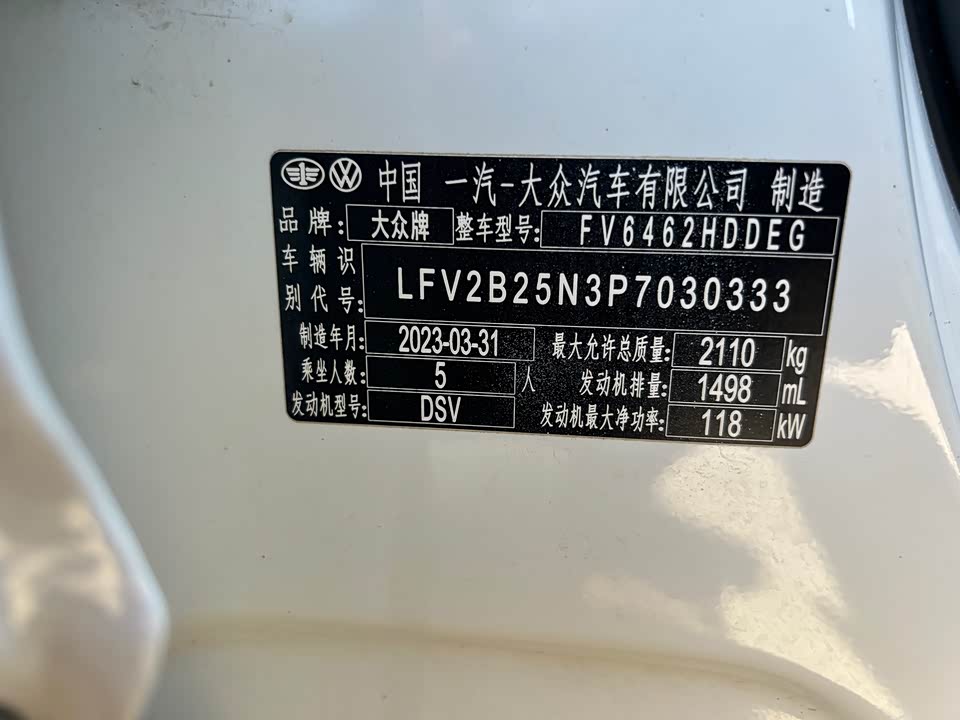 中国 一汽-大众汽车有限公司 制造
品牌: 大众牌 整车型号: FV6462HDDEG
车辆识别代号: LFV2B25N3P7030333
制造年月: 2023-03-31 最大允许总质量: 2110 kg
乘坐人数: 5 人 发动机排量: 1498 mL
发动机型号: DSV 发动机最大净功率: 118 kW